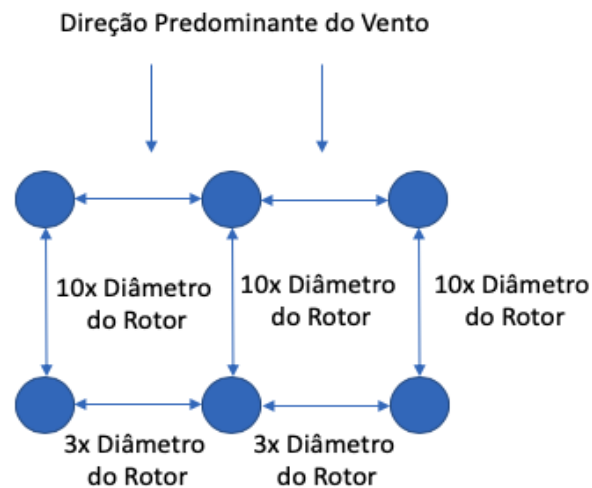 Direção Predominante do Vento
10x Diâmetro
do Rotor
10x Diâmetro
do Rotor
10x Diâmetro
do Rotor
3x Diâmetro
do Rotor
3x Diâmetro
do Rotor